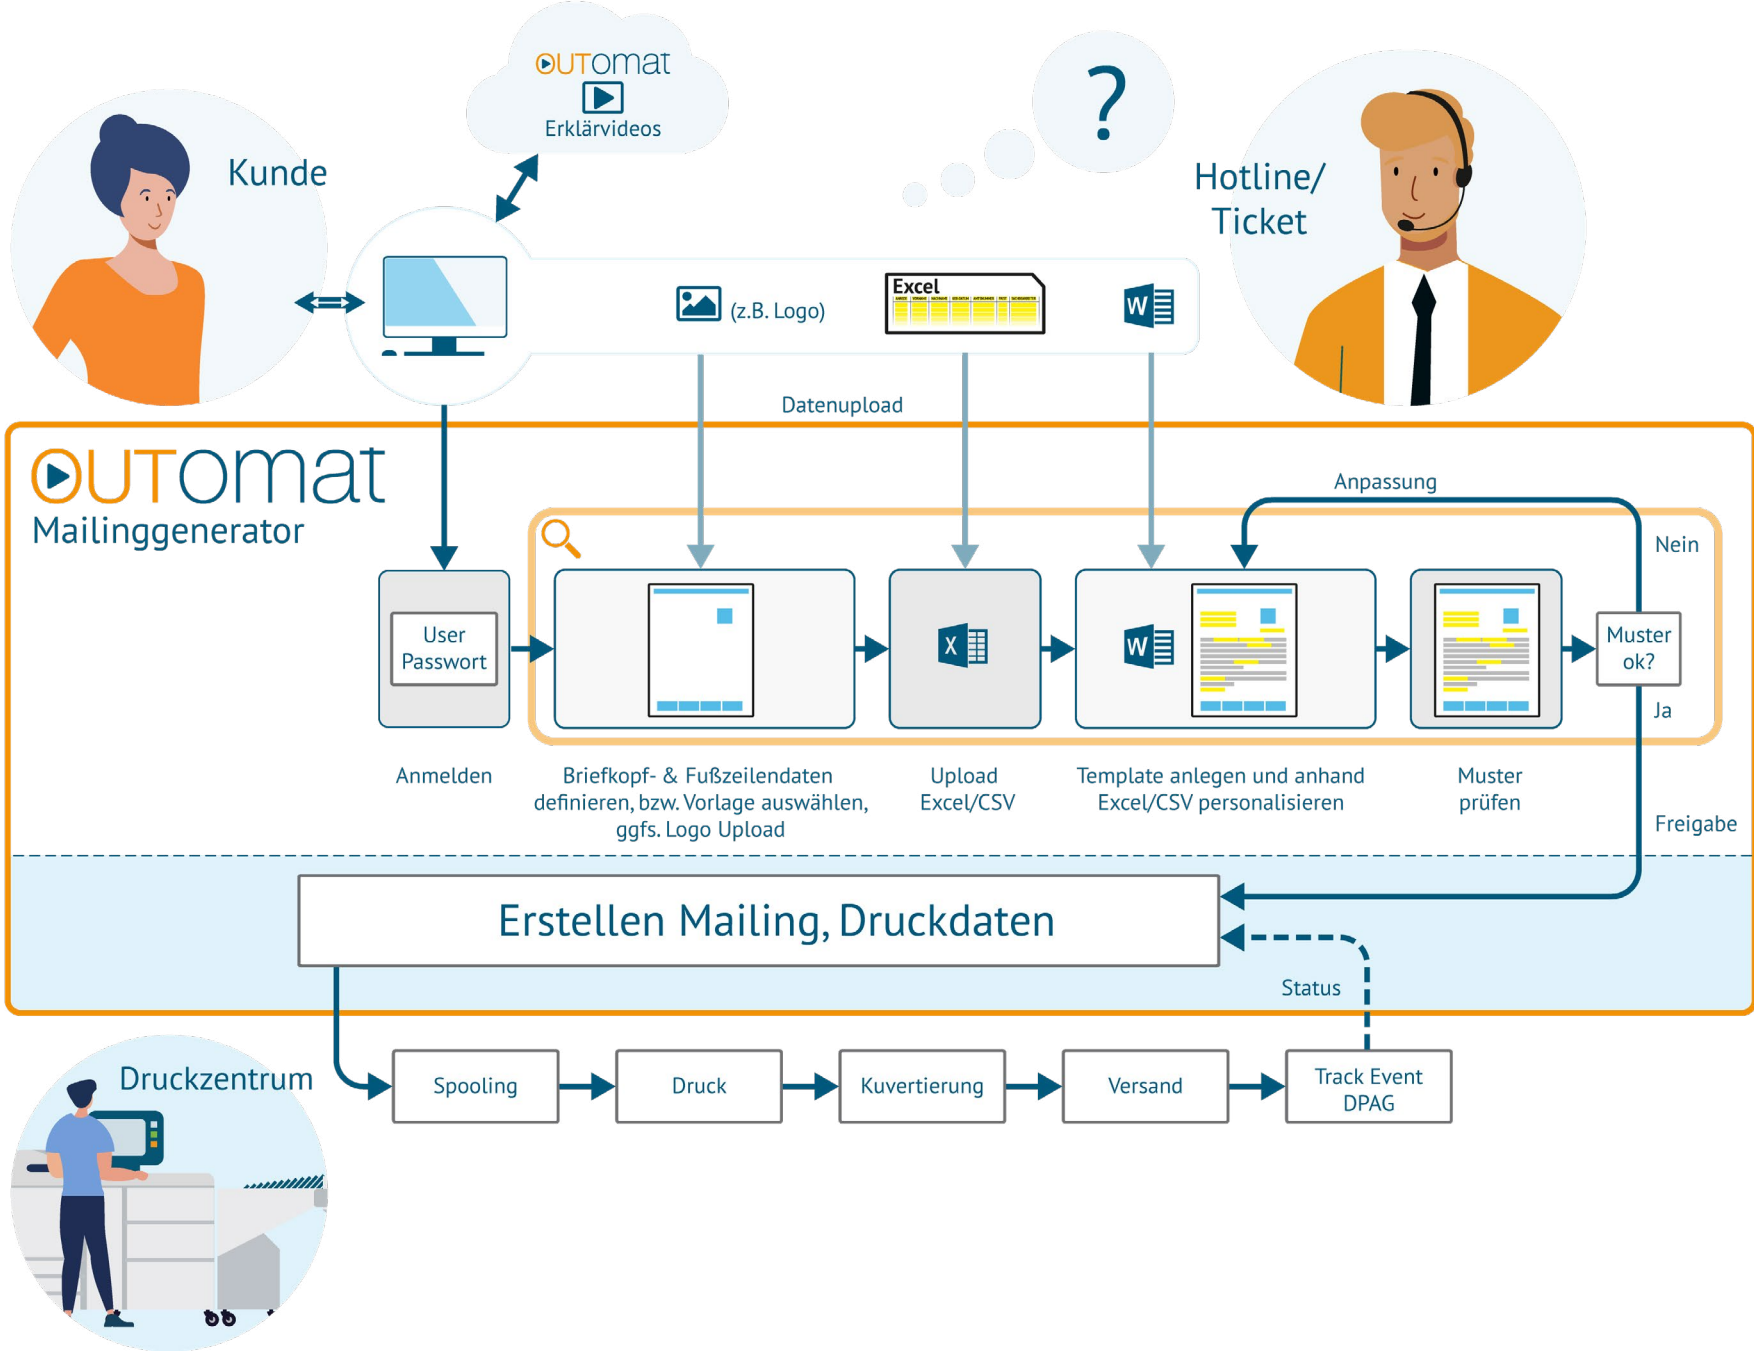 OUTomat
Erklärvideos
?
Kunde
Hotline/
Ticket
(z.B. Logo)
Excel
W
Datenupload
OUTomat
Mailinggenerator
Anpassung
Nein
User
Passwort
X
W
Muster
ok?
Ja
Anmelden
Briefkopf- & Fußzeilendaten
definieren, bzw. Vorlage auswählen,
ggfs. Logo Upload
Upload
Excel/CSV
Template anlegen und anhand
Excel/CSV personalisieren
Muster
prüfen
Freigabe
Erstellen Mailing, Druckdaten
Status
Druckzentrum
Spooling
Druck
Kuvertierung
Versand
Track Event
DPAG